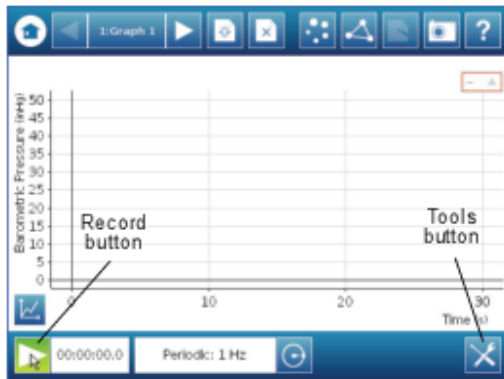 1:Graph 1
?
Barometric Pressure (inHg)
50
45
40
35
30
25
20
15
10
5
0
0
10
20
30
Time (s)
Record
button
Tools
button
00:00:00.0
Periodic: 1 Hz